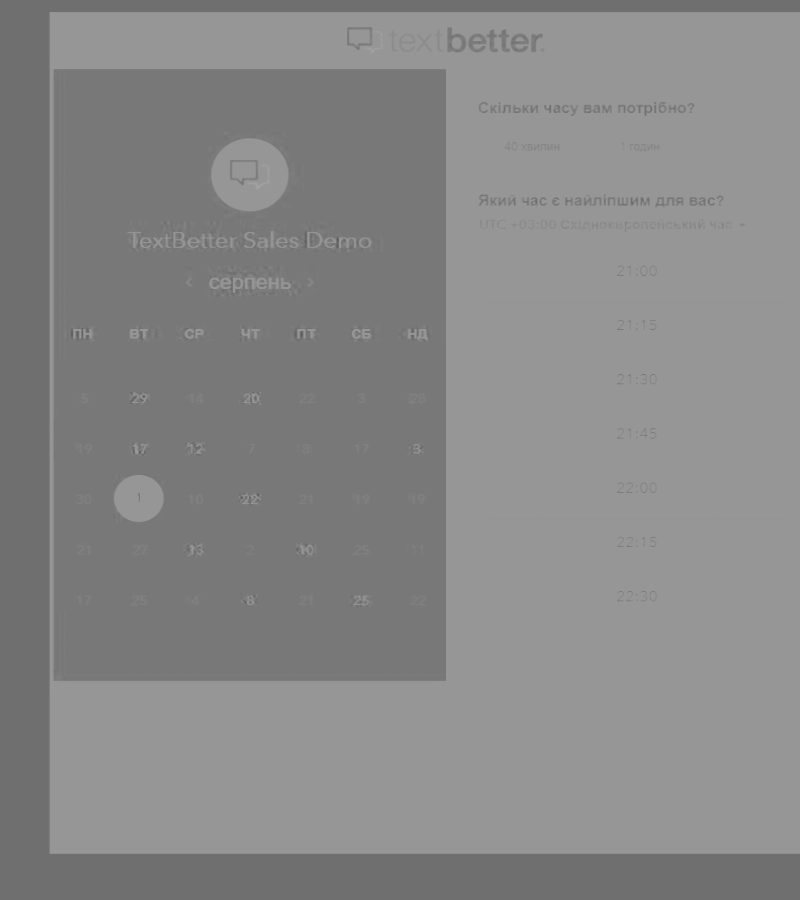 textbetter.
TextBetter Sales Demo
‹ серпень ›
ПН ВТ СР ЧТ ПТ СБ НД
5 29 14 20 22 3 28
19 17 12 7 8 17 3
30 1 10 22 21 19 19
21 27 13 2 10 25 11
17 25 4 8 21 25 22
Скільки часу вам потрібно?
40 хвилин 1 годин
Який час є найліпшим для вас?
UTC +03:00 Східноєвропейський час
21:00
21:15
21:30
21:45
22:00
22:15
22:30